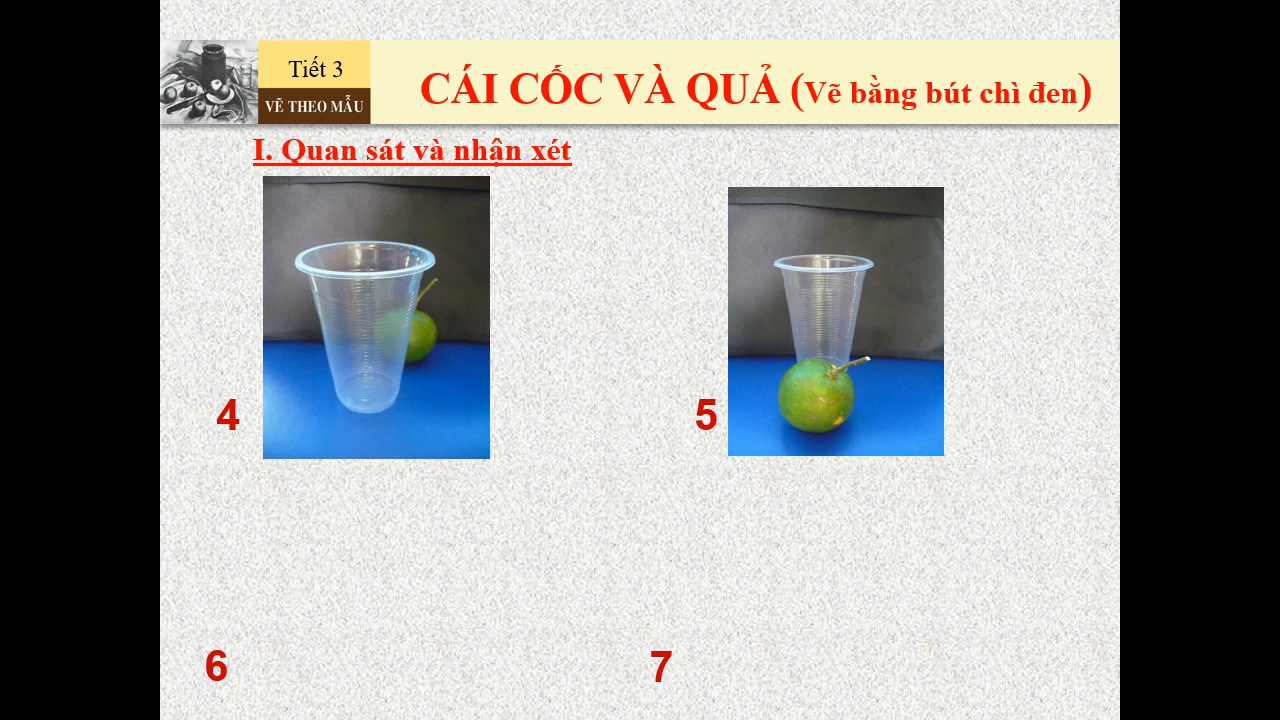 Tiết 3
VẼ THEO MẪU
CÁI CỐC VÀ QUẢ (Vẽ bằng bút chì đen)
I. Quan sát và nhận xét
4
5
6
7